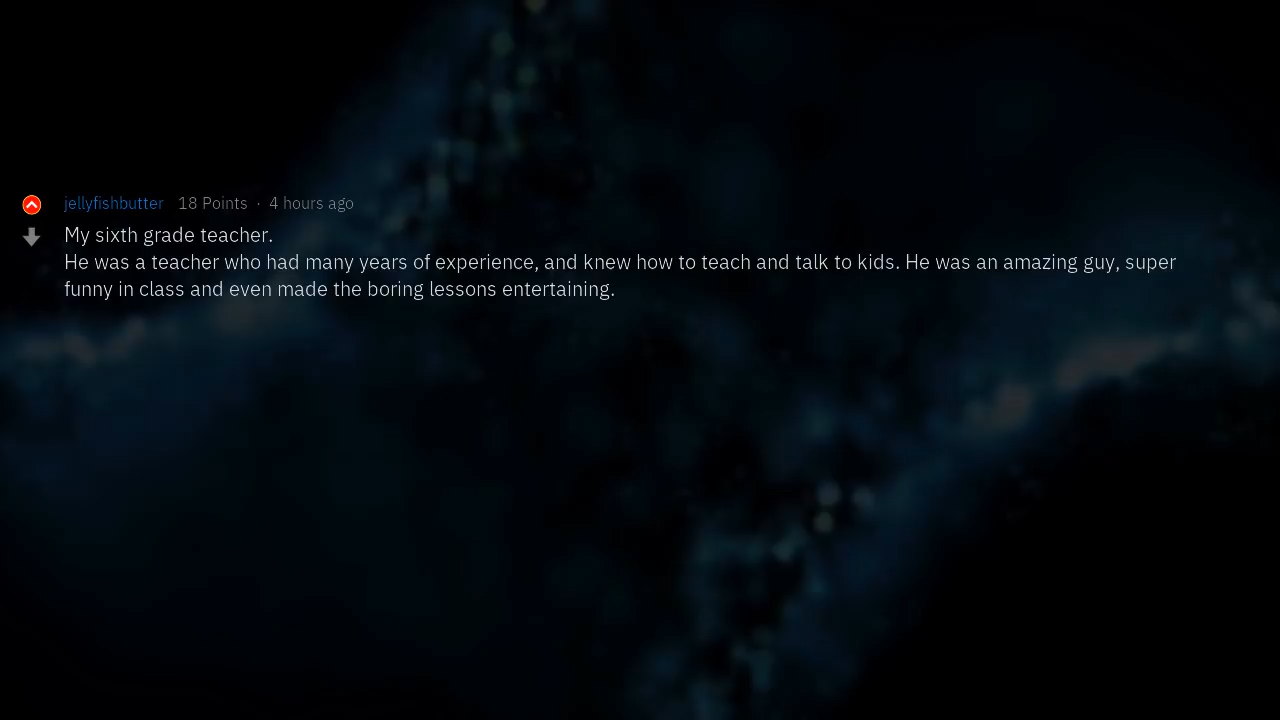 jellyfishbutter 18 Points · 4 hours ago
My sixth grade teacher.
He was a teacher who had many years of experience, and knew how to teach and talk to kids. He was an amazing guy, super
funny in class and even made the boring lessons entertaining.